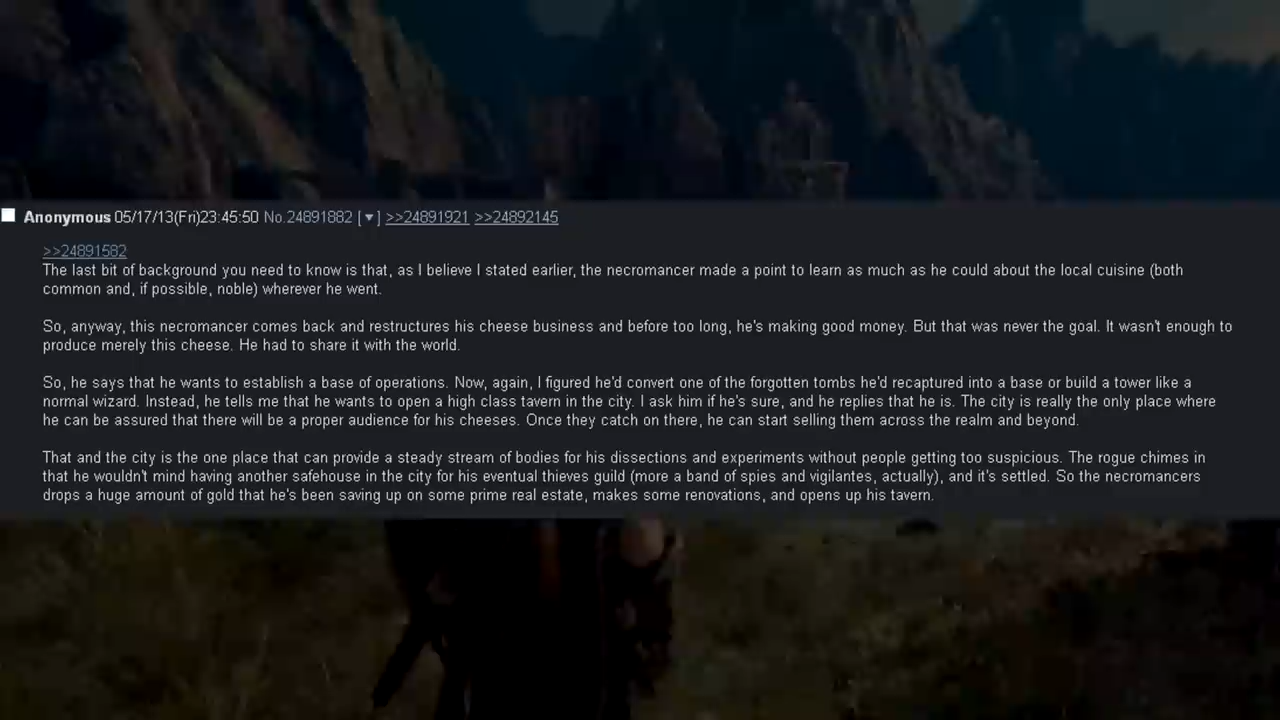 Anonymous 05/17/13(Fri)23:45:50 No.24891882 [▼] >>24891921 >>24892145
>>24891582
The last bit of background you need to know is that, as I believe I stated earlier, the necromancer made a point to learn as much as he could about the local cuisine (both
common and, if possible, noble) wherever he went.
So, anyway, this necromancer comes back and restructures his cheese business and before too long, he's making good money. But that was never the goal. It wasn't enough to
produce merely this cheese. He had to share it with the world.
So, he says that he wants to establish a base of operations. Now, again, I figured he'd convert one of the forgotten tombs he'd recaptured into a base or build a tower like a
normal wizard. Instead, he tells me that he wants to open a high class tavern in the city. I ask him if he's sure, and he replies that he is. The city is really the only place where
he can be assured that there will be a proper audience for his cheeses. Once they catch on there, he can start selling them across the realm and beyond.
That and the city is the one place that can provide a steady stream of bodies for his dissections and experiments without people getting too suspicious. The rogue chimes in
that he wouldn't mind having another safehouse in the city for his eventual thieves guild (more a band of spies and vigilantes, actually), and it's settled. So the necromancers
drops a huge amount of gold that he's been saving up on some prime real estate, makes some renovations, and opens up his tavern.